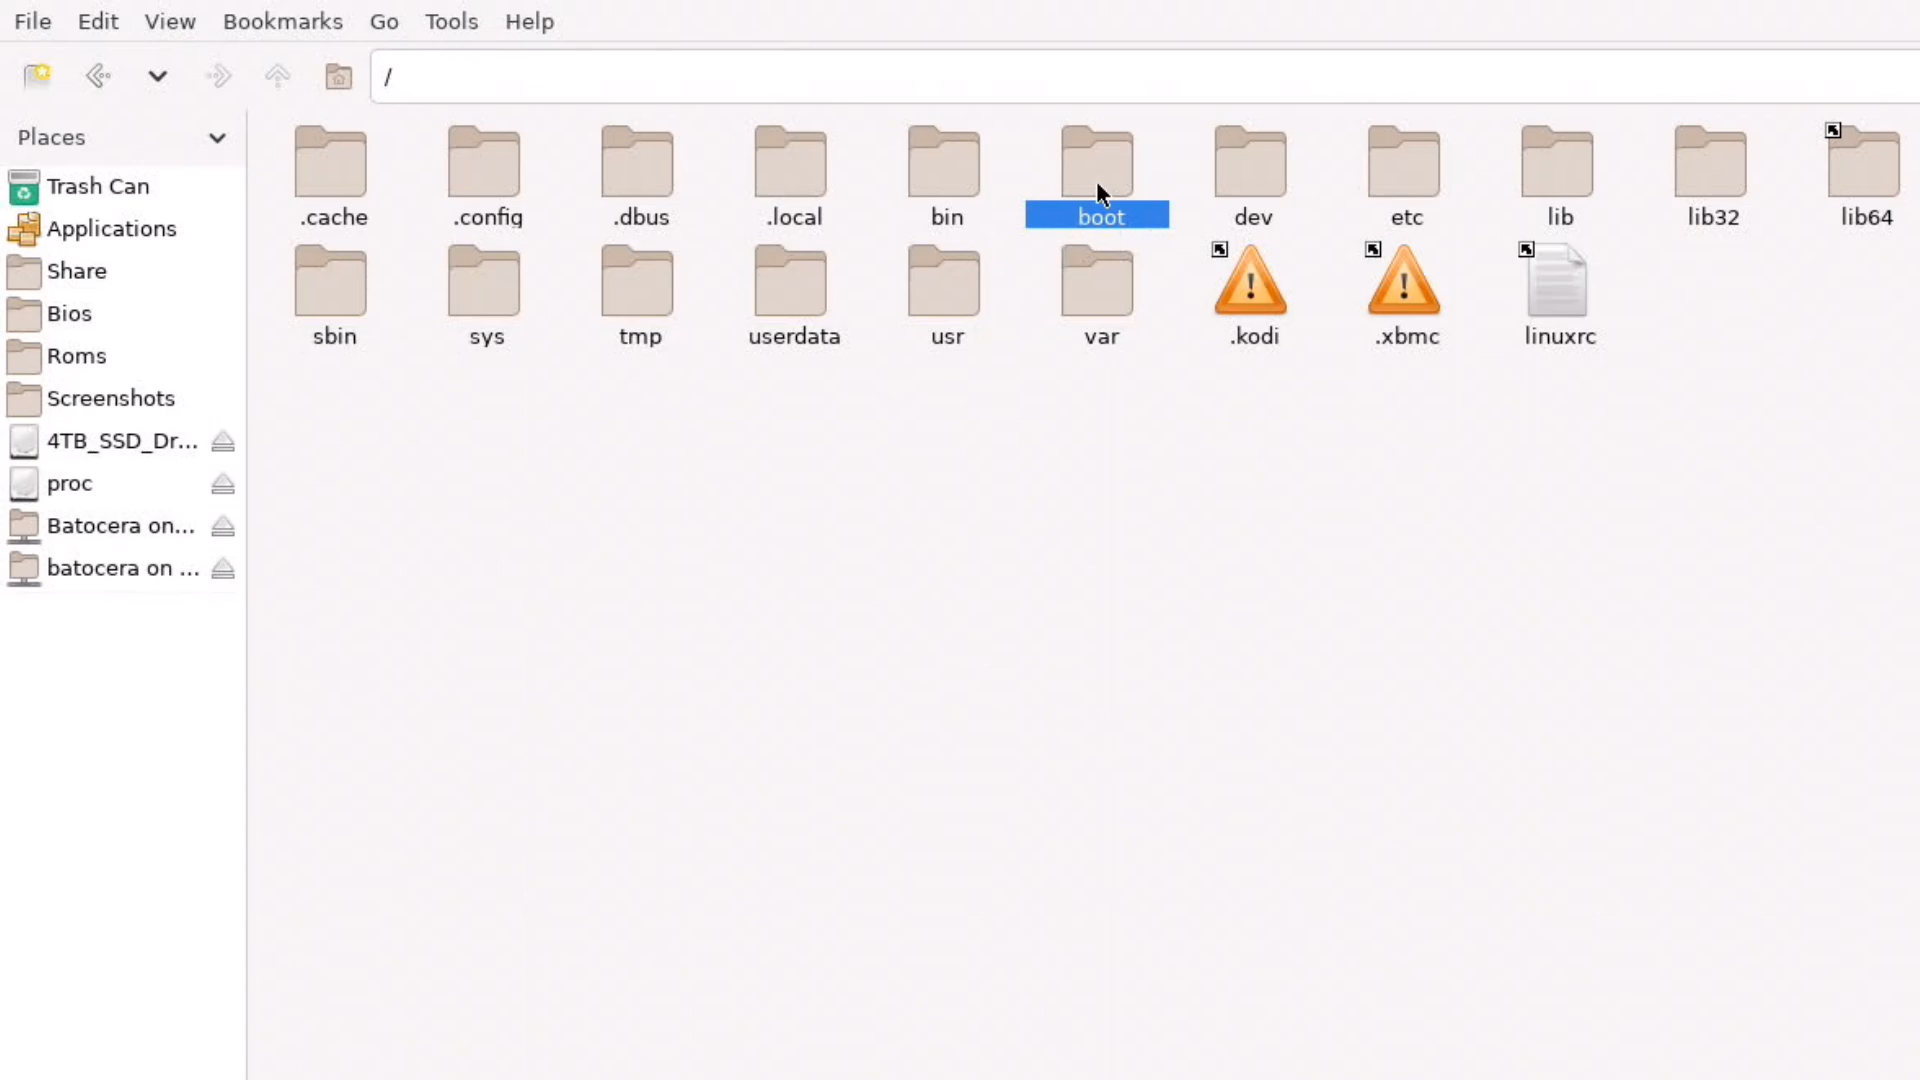 File Edit View Bookmarks Go Tools Help
/
Places
Trash Can
Applications
Share
Bios
Roms
Screenshots
4TB_SSD_Dr...
proc
Batocera on...
batocera on ...
.cache .config .dbus .local bin boot dev etc lib lib32 lib64
sbin sys tmp userdata usr var .kodi .xbmc linuxrc